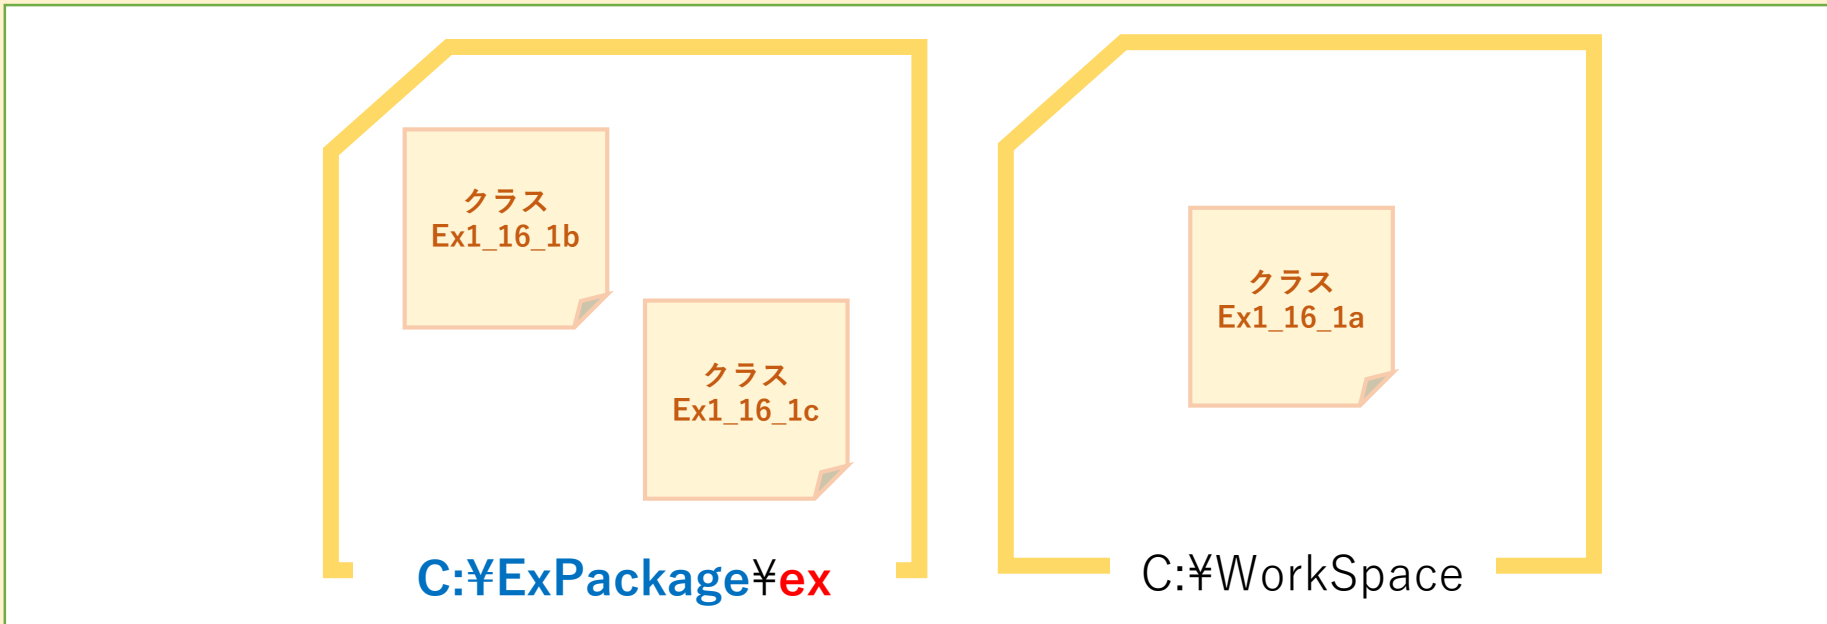 クラス
Ex1_16_1b
クラス
Ex1_16_1c
C:¥ExPackage¥ex
クラス
Ex1_16_1a
C:¥WorkSpace